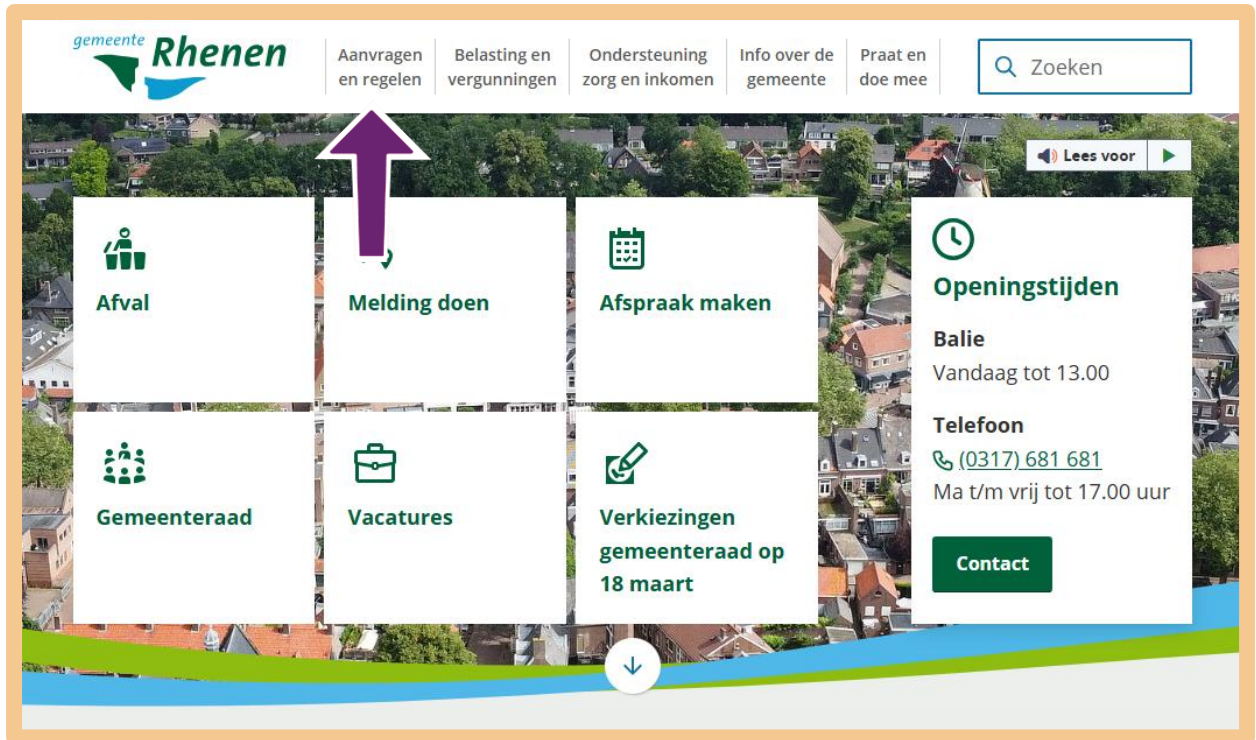 gemeente Rhenen
Aanvragen
en regelen
Belasting en
vergunningen
Ondersteuning
zorg en inkomen
Info over de
gemeente
Praat en
doe mee
Zoeken
Lees voor
Afval
Melding doen
Afspraak maken
Openingstijden
Balie
Vandaag tot 13.00
Telefoon
(0317) 681 681
Ma t/m vrij tot 17.00 uur
Contact
Gemeenteraad
Vacatures
Verkiezingen
gemeenteraad op
18 maart